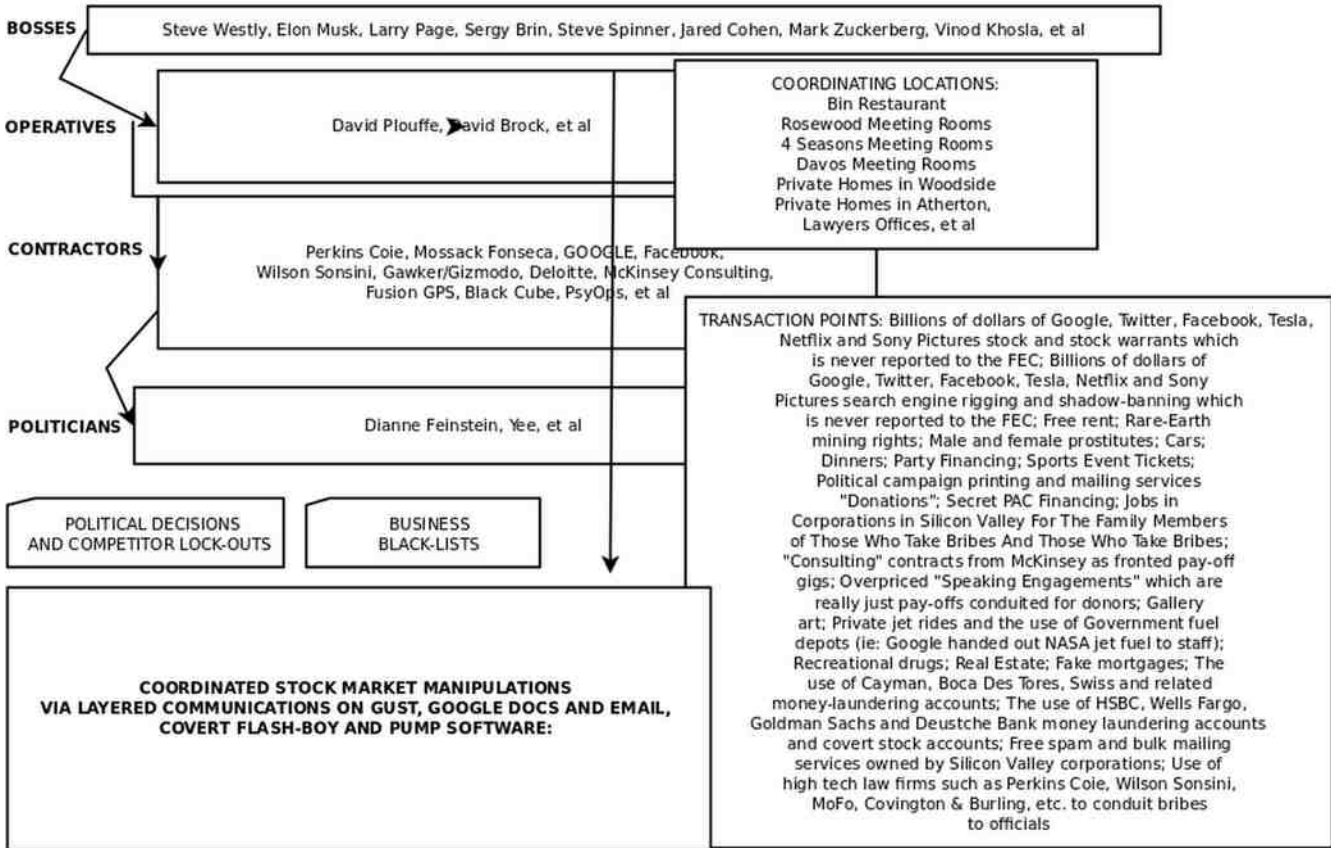 BOSSES
Steve Westly, Elon Musk, Larry Page, Sergy Brin, Steve Spinner, Jared Cohen, Mark Zuckerberg, Vinod Khosla, et al
OPERATIVES
David Plouffe, David Brock, et al
COORDINATING LOCATIONS:
Bin Restaurant
Rosewood Meeting Rooms
4 Seasons Meeting Rooms
Davos Meeting Rooms
Private Homes in Woodside
Private Homes in Atherton,
Lawyers Offices, et al
CONTRACTORS
Perkins Coie, Mossack Fonseca, GOOGLE, Facebook,
Wilson Sonsini, Gawker/Gizmodo, Deloitte, McKinsey Consulting,
Fusion GPS, Black Cube, PsyOps, et al
POLITICIANS
Dianne Feinstein, Yee, et al
TRANSACTION POINTS: Billions of dollars of Google, Twitter, Facebook, Tesla,
Netflix and Sony Pictures stock and stock warrants which
is never reported to the FEC; Billions of dollars of
Google, Twitter, Facebook, Tesla, Netflix and Sony
Pictures search engine rigging and shadow-banning which
is never reported to the FEC; Free rent; Rare-Earth
mining rights; Male and female prostitutes; Cars;
Dinners; Party Financing; Sports Event Tickets;
Political campaign printing and mailing services
"Donations"; Secret PAC Financing; Jobs in
Corporations in Silicon Valley For The Family Members
of Those Who Take Bribes And Those Who Take Bribes;
"Consulting" contracts from McKinsey as fronted pay-off
gigs; Overpriced "Speaking Engagements" which are
really just pay-offs conduited for donors; Gallery
art; Private jet rides and the use of Government fuel
depots (ie: Google handed out NASA jet fuel to staff);
Recreational drugs; Real Estate; Fake mortgages; The
use of Cayman, Boca Des Tores, Swiss and related
money-laundering accounts; The use of HSBC, Wells Fargo,
Goldman Sachs and Deustche Bank money laundering accounts
and covert stock accounts; Free spam and bulk mailing
services owned by Silicon Valley corporations; Use of
high tech law firms such as Perkins Coie, Wilson Sonsini,
MoFo, Covington & Burling, etc. to conduit bribes
to officials
POLITICAL DECISIONS
AND COMPETITOR LOCK-OUTS
BUSINESS
BLACK-LISTS
COORDINATED STOCK MARKET MANIPULATIONS
VIA LAYERED COMMUNICATIONS ON GUST, GOOGLE DOCS AND EMAIL,
COVERT FLASH-BOY AND PUMP SOFTWARE: